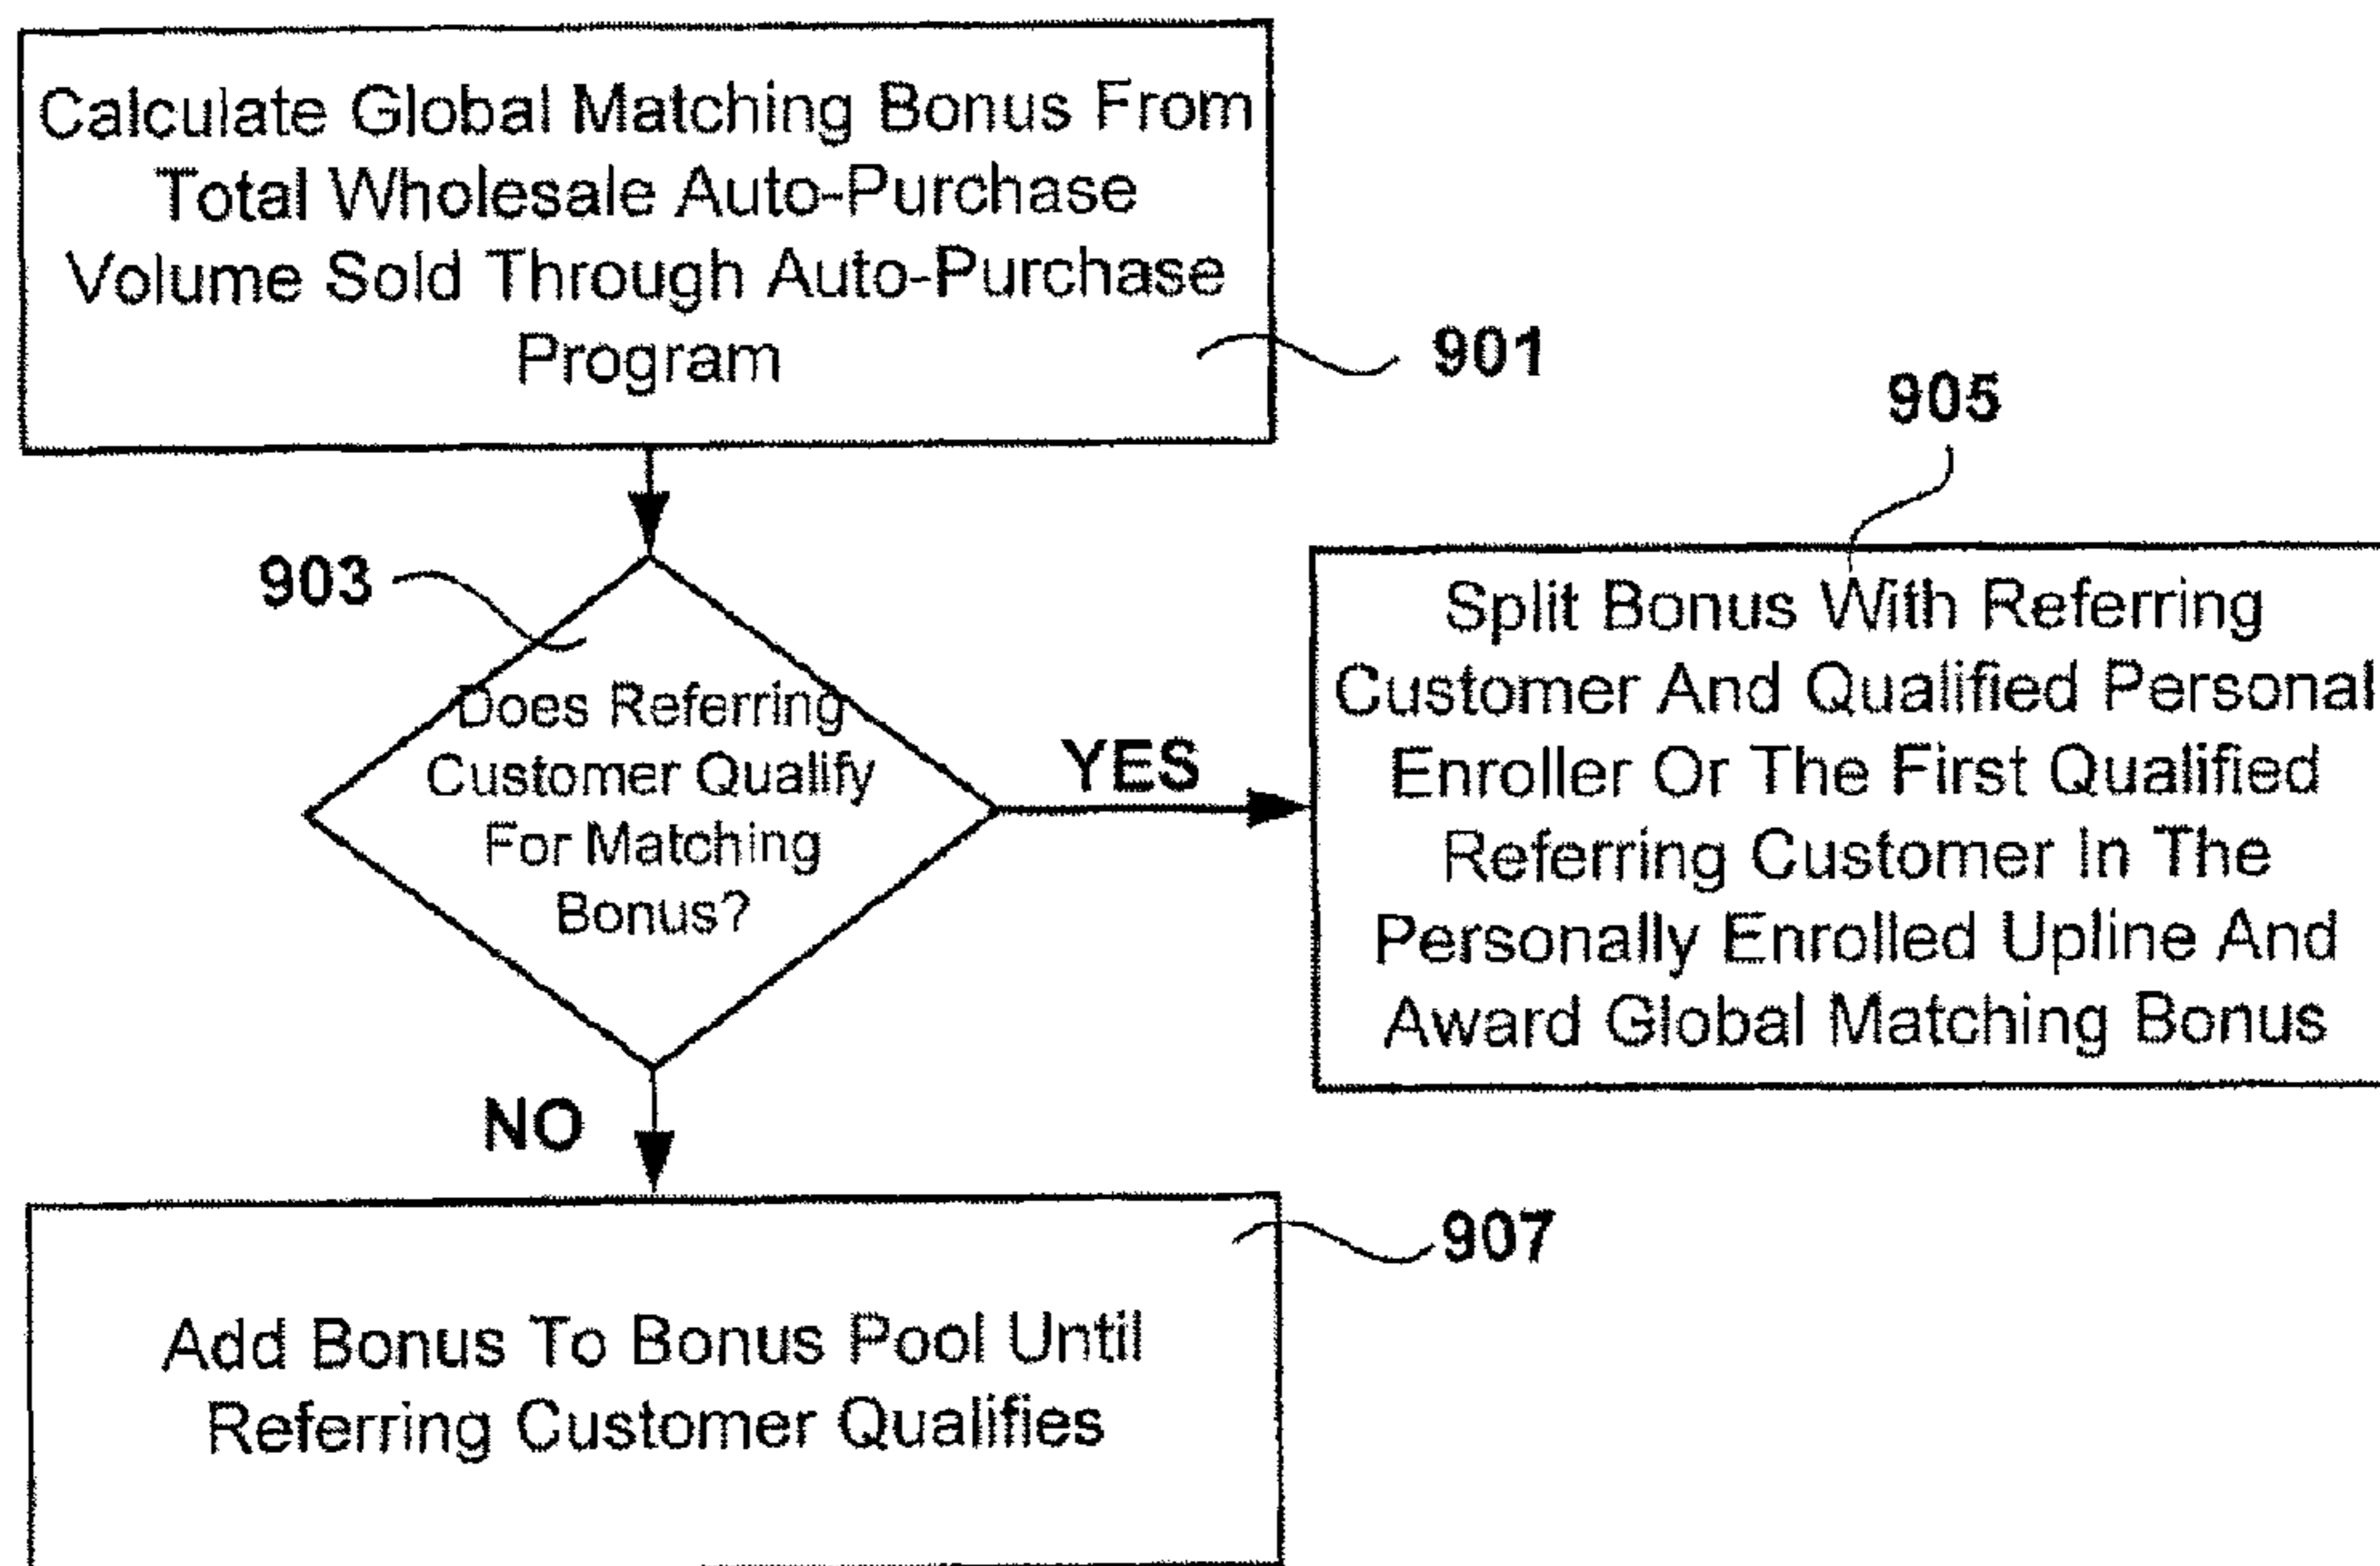 Calculate Global Matching Bonus From
Total Wholesale Auto-Purchase
Volume Sold Through Auto-Purchase
Program
901
903
Does Referring
Customer Qualify
For Matching
Bonus?
YES
905
Split Bonus With Referring
Customer And Qualified Personal
Enroller Or The First Qualified
Referring Customer In The
Personally Enrolled Upline And
Award Global Matching Bonus
NO
907
Add Bonus To Bonus Pool Until
Referring Customer Qualifies